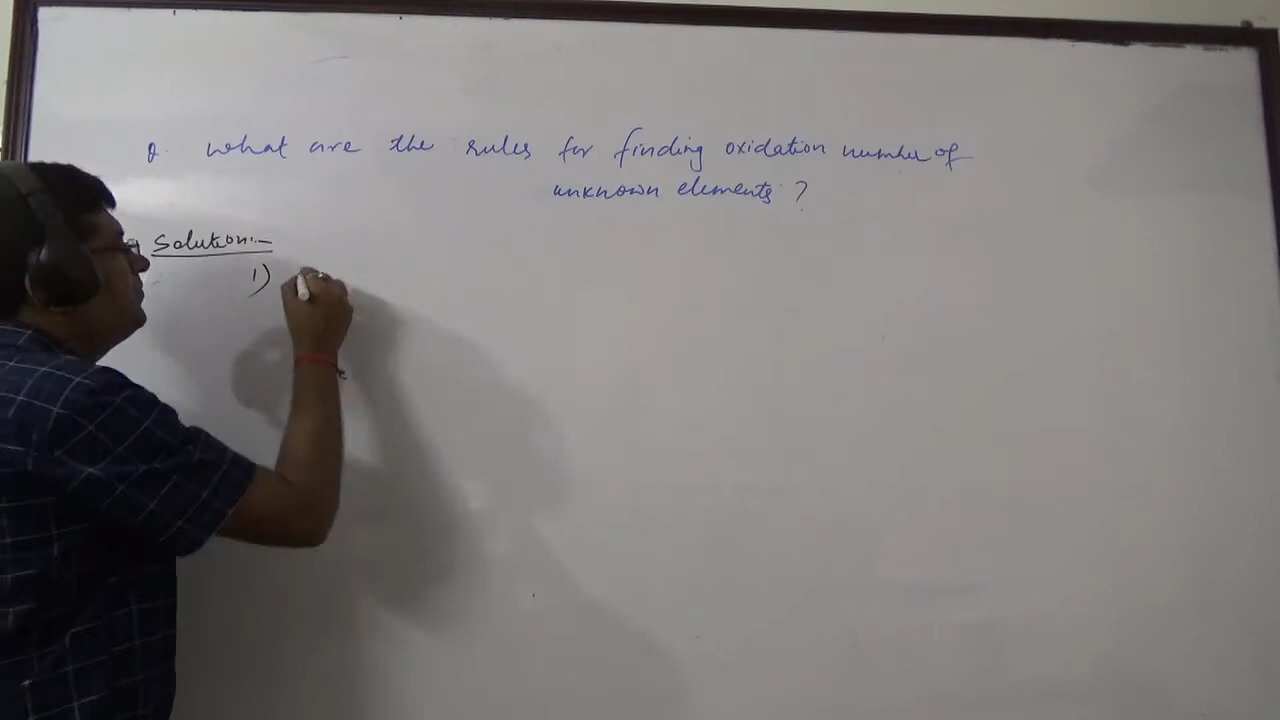 Q. What are the rules for finding oxidation number of
unknown elements ?
Solution:-
1)